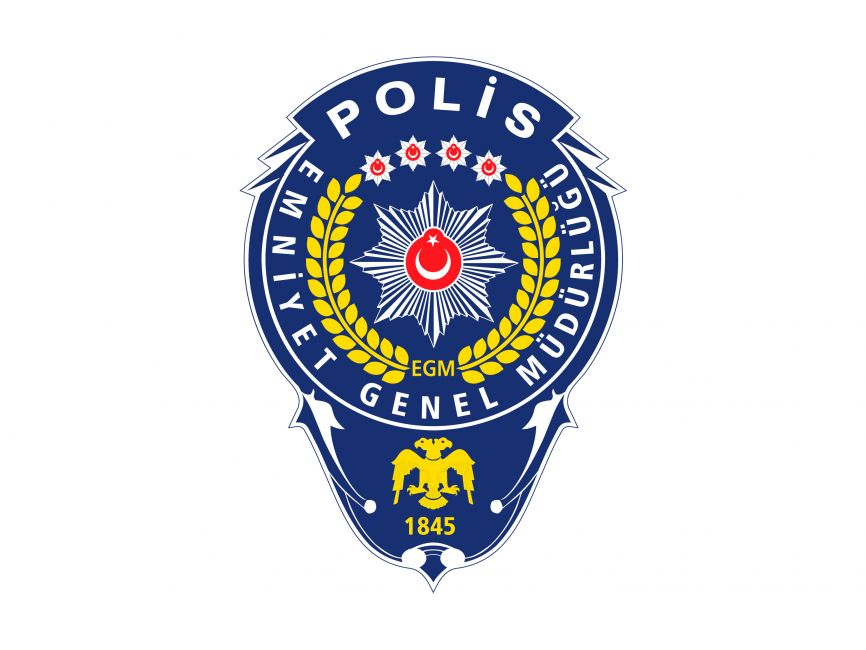 POLİS
EMNİYET GENEL MÜDÜRLÜĞÜ
EGM
1845